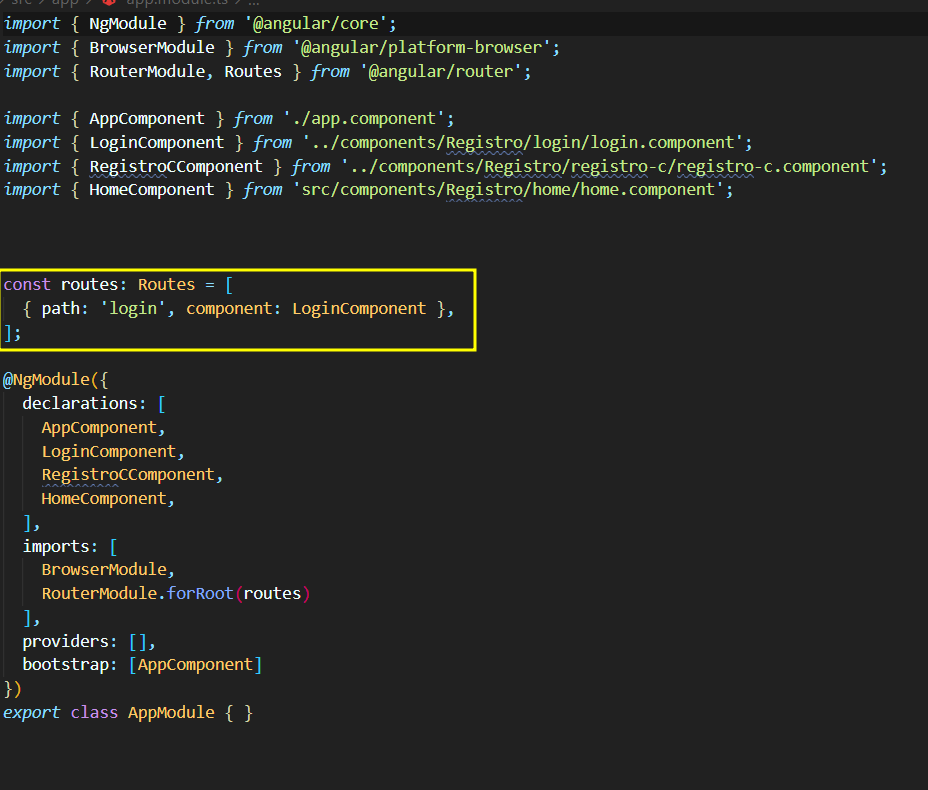 src > app > app.module.ts > ...
import { NgModule } from '@angular/core';
import { BrowserModule } from '@angular/platform-browser';
import { RouterModule, Routes } from '@angular/router';
import { AppComponent } from './app.component';
import { LoginComponent } from '../components/Registro/login/login.component';
import { RegistroCComponent } from '../components/Registro/registro-c/registro-c.component';
import { HomeComponent } from 'src/components/Registro/home/home.component';
const routes: Routes = [
  { path: 'login', component: LoginComponent },
];
@NgModule({
  declarations: [
    AppComponent,
    LoginComponent,
    RegistroCComponent,
    HomeComponent,
  ],
  imports: [
    BrowserModule,
    RouterModule.forRoot(routes)
  ],
  providers: [],
  bootstrap: [AppComponent]
})
export class AppModule { }